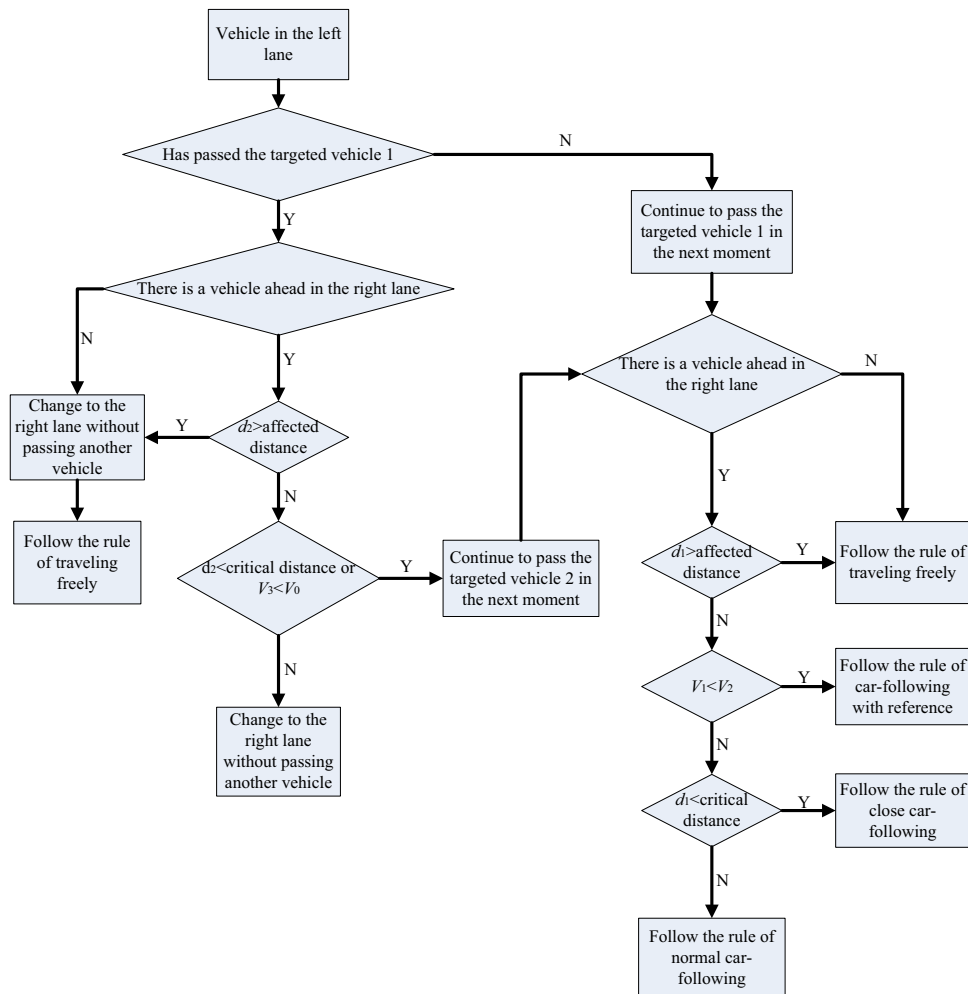 Vehicle in the left
lane
Has passed the targeted vehicle 1
N
Y
Continue to pass the
targeted vehicle 1 in
the next moment
There is a vehicle ahead in the right lane
N
Y
There is a vehicle ahead in
the right lane
N
Y
Change to the
right lane without
passing another
vehicle
Y
d2>affected
distance
N
Follow the rule
of traveling
freely
d2<critical distance or
V3<V0
Y
N
Continue to pass the
targeted vehicle 2 in
the next moment
d1>affected
distance
Y
N
Follow the rule of
traveling freely
Change to the
right lane
without passing
another vehicle
V1<V2
Y
N
Follow the rule of
car-following
with reference
d1<critical
distance
Y
N
Follow the rule of
close car-
following
Follow the rule of
normal car-
following